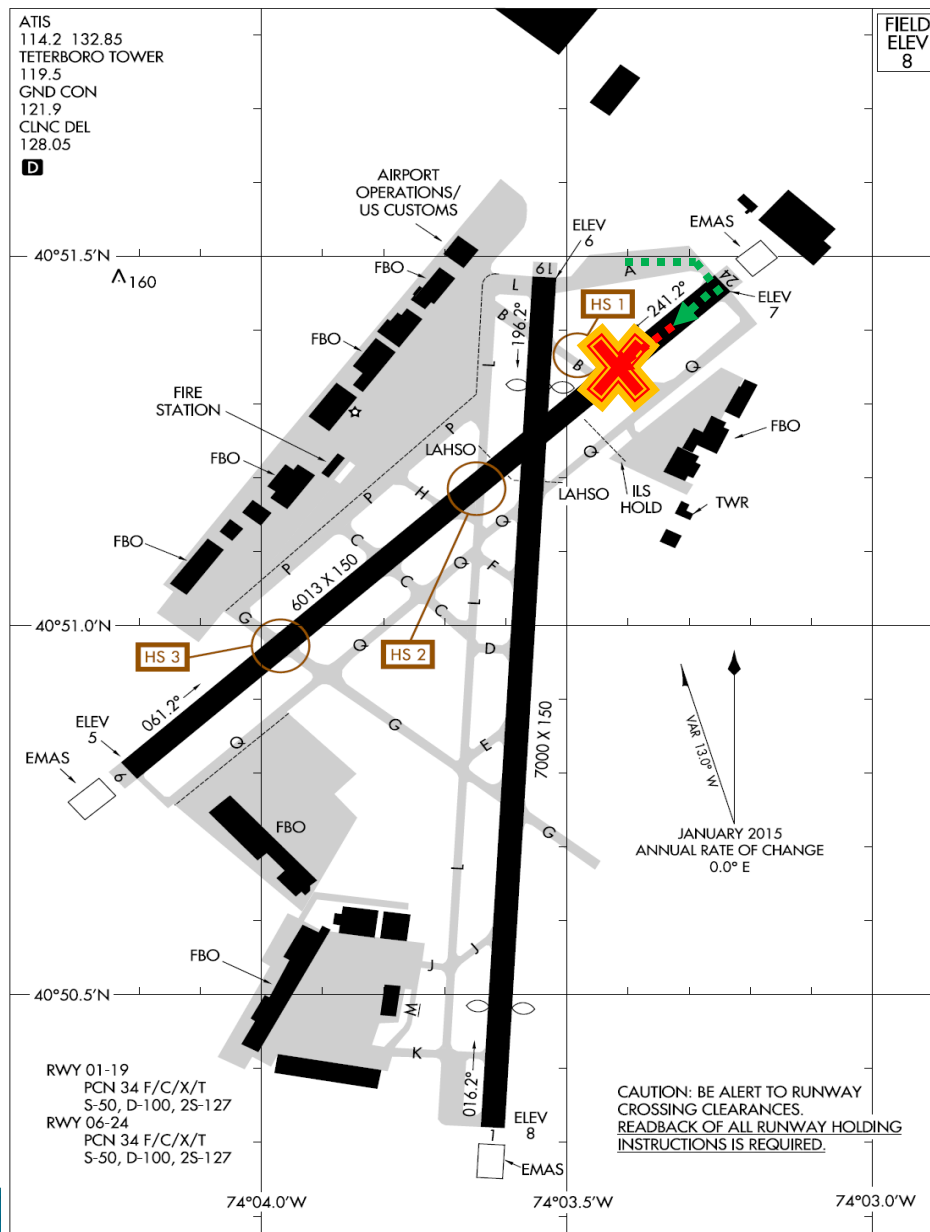 ATIS
114.2 132.85
TETERBORO TOWER
119.5
GND CON
121.9
CLNC DEL
128.05
D
FIELD
ELEV
8
AIRPORT
OPERATIONS/
US CUSTOMS
ELEV
6
EMAS
40°51.5'N
160
FBO
L
19
A
22
24
ELEV
7
HS 1
241.2°
B
196.2°
FBO
L
B
Q
FIRE
STATION
P
LAHSO
FBO
FBO
Q
LAHSO
ILS
HOLD
TWR
P
H
Q
FBO
C
Q
F
P
6013 X 150
C
C
L
G
40°51.0'N
HS 3
Q
HS 2
D
061.2°
G
7000 X 150
VAR 13.0° W
ELEV
5
Q
E
EMAS
6
G
JANUARY 2015
ANNUAL RATE OF CHANGE
0.0° E
FBO
L
FBO
J
J
40°50.5'N
M
K
016.2°
RWY 01-19
PCN 34 F/C/X/T
S-50, D-100, 2S-127
RWY 06-24
PCN 34 F/C/X/T
S-50, D-100, 2S-127
ELEV
8
1
EMAS
CAUTION: BE ALERT TO RUNWAY
CROSSING CLEARANCES.
READBACK OF ALL RUNWAY HOLDING
INSTRUCTIONS IS REQUIRED.
74°04.0'W
74°03.5'W
74°03.0'W